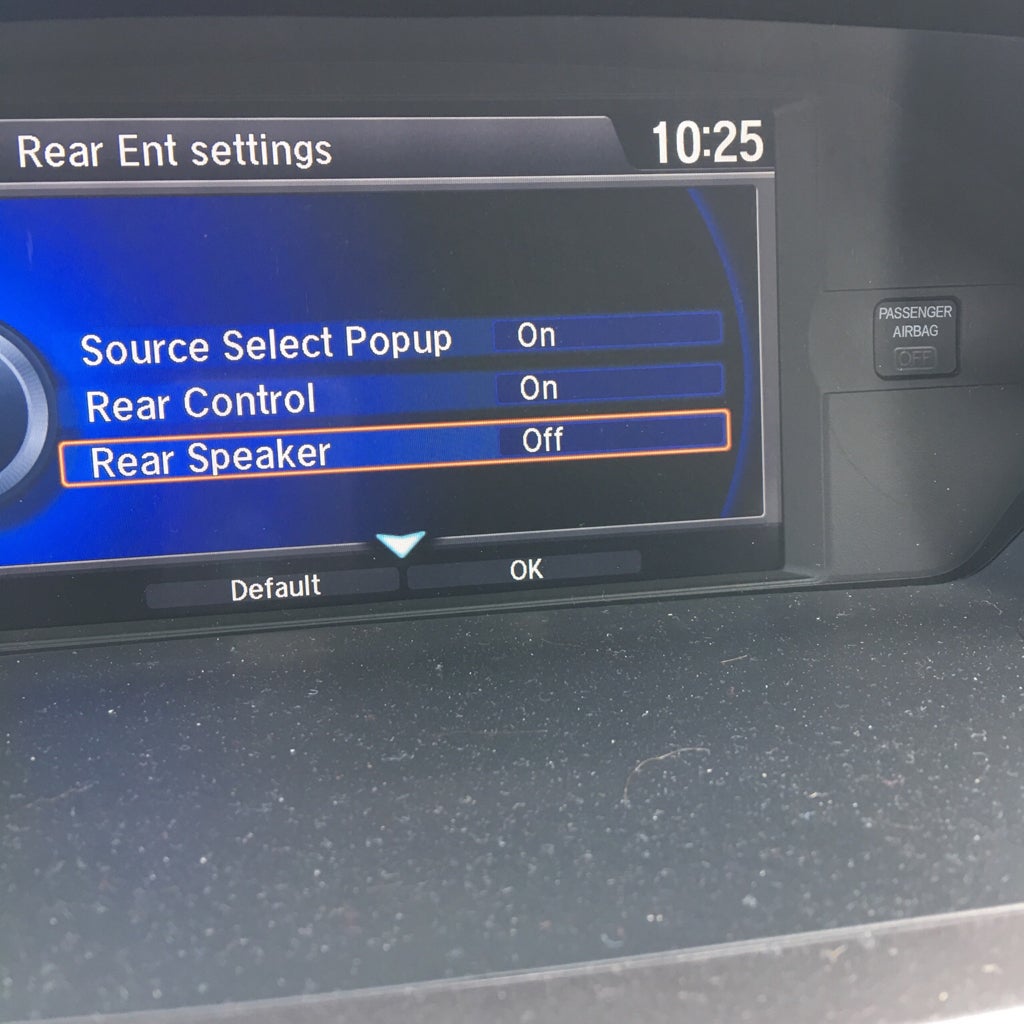 Rear Ent settings 10:25
Source Select Popup On
Rear Control On
Rear Speaker Off
Default OK
PASSENGER
AIRBAG
OFF